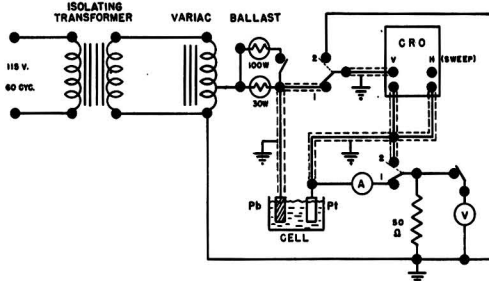 ISOLATING
TRANSFORMER
VARIAC
BALLAST
115 V.
60 CYC.
100W
30W
2
1
CRO
V
H
(SWEEP)
2
1
A
Pb
Pt
CELL
50
Ω
V